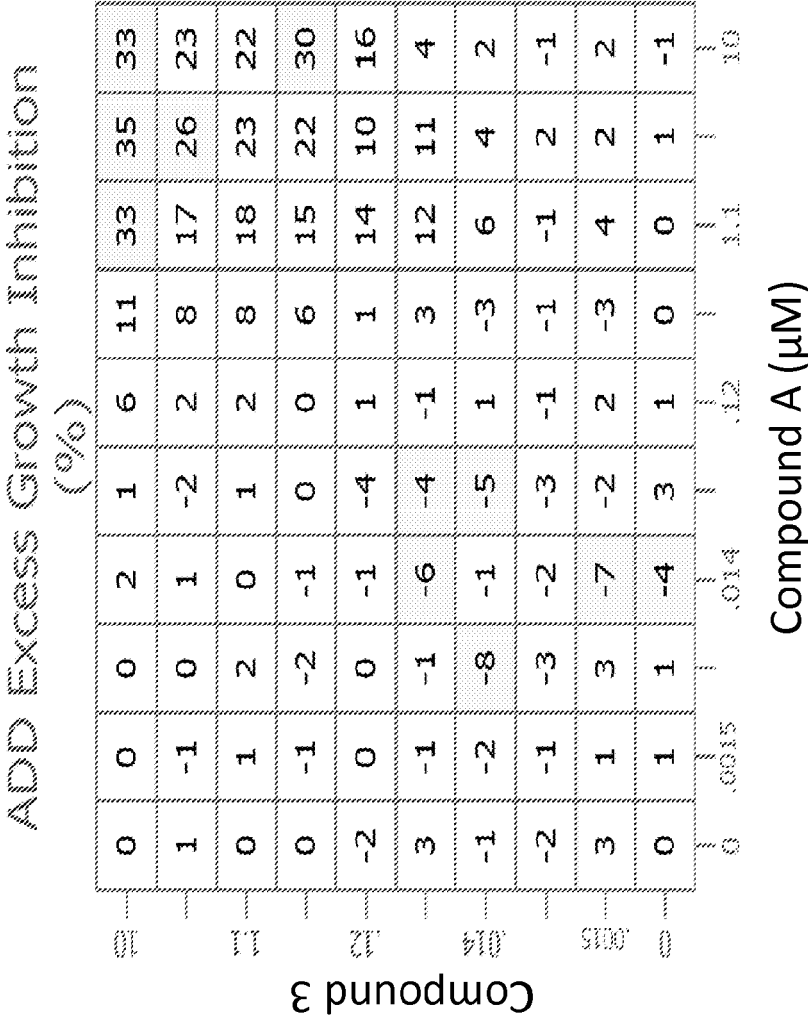 ADD Excess Growth Inhibition
(%)
Compound 3
10 0 0 0 2 1 6 11 33 35 33
1 -1 0 1 -2 2 8 17 26 23
1.1 0 1 2 0 1 2 8 18 23 22
0 -1 -2 -1 0 0 6 15 22 30
.12 -2 0 0 -1 -4 1 1 14 10 16
3 -1 -1 -6 -4 -1 3 12 11 4
.014 -1 -2 -8 -1 -5 1 -3 6 4 2
-2 -1 -3 -2 -3 -1 -1 -1 2 -1
.0015 3 1 3 -7 -2 2 -3 4 2 2
0 0 1 1 -4 3 1 0 0 1 -1
0 .0015 .014 .12 1.1 10
Compound A (µM)